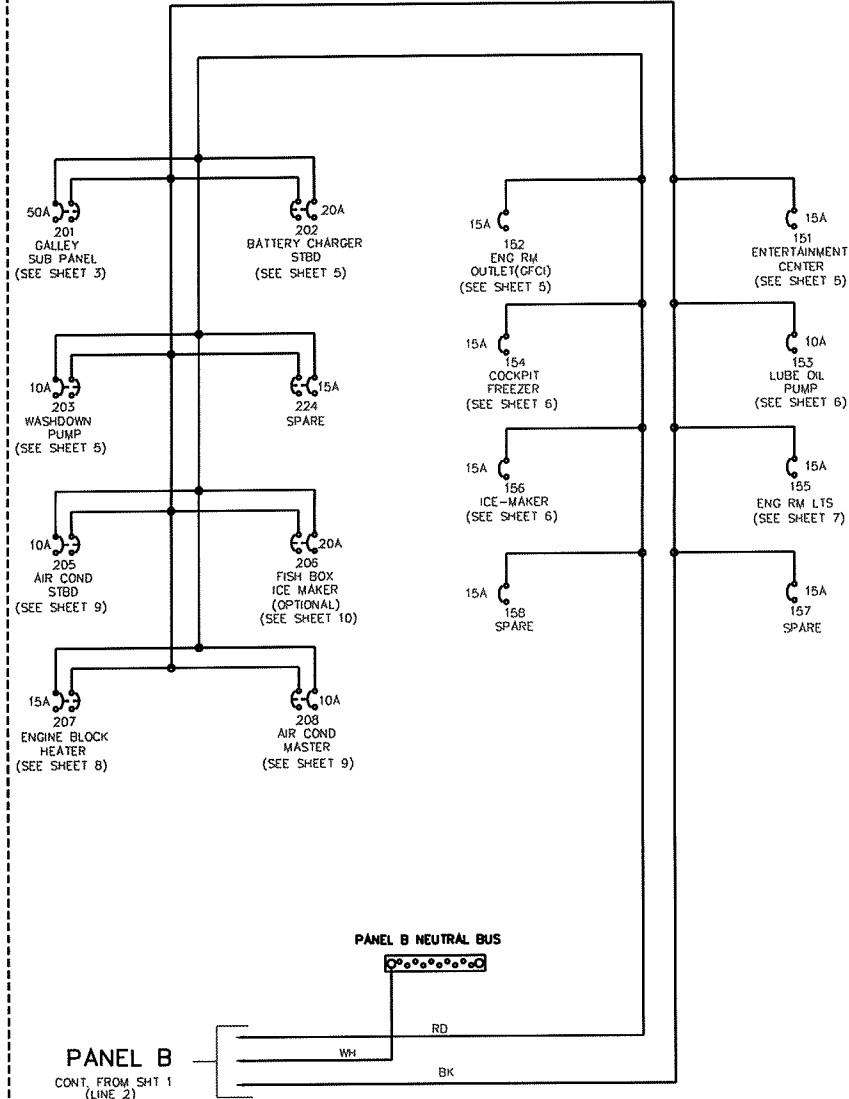 50A
201
GALLEY
SUB PANEL
(SEE SHEET 3)
20A
202
BATTERY CHARGER
STBD
(SEE SHEET 5)
15A
152
ENG RM
OUTLET(GFCI)
(SEE SHEET 5)
15A
151
ENTERTAINMENT
CENTER
(SEE SHEET 5)
10A
203
WASHDOWN
PUMP
(SEE SHEET 5)
15A
224
SPARE
15A
154
COCKPIT
FREEZER
(SEE SHEET 6)
10A
153
LUBE OIL
PUMP
(SEE SHEET 6)
10A
205
AIR COND
STBD
(SEE SHEET 9)
20A
206
FISH BOX
ICE MAKER
(OPTIONAL)
(SEE SHEET 10)
15A
156
ICE-MAKER
(SEE SHEET 6)
15A
155
ENG RM LTS
(SEE SHEET 7)
15A
158
SPARE
15A
157
SPARE
15A
207
ENGINE BLOCK
HEATER
(SEE SHEET 8)
10A
208
AIR COND
MASTER
(SEE SHEET 9)
PANEL B NEUTRAL BUS
RD
WH
BK
PANEL B
CONT. FROM SHT 1
(LINE 2)